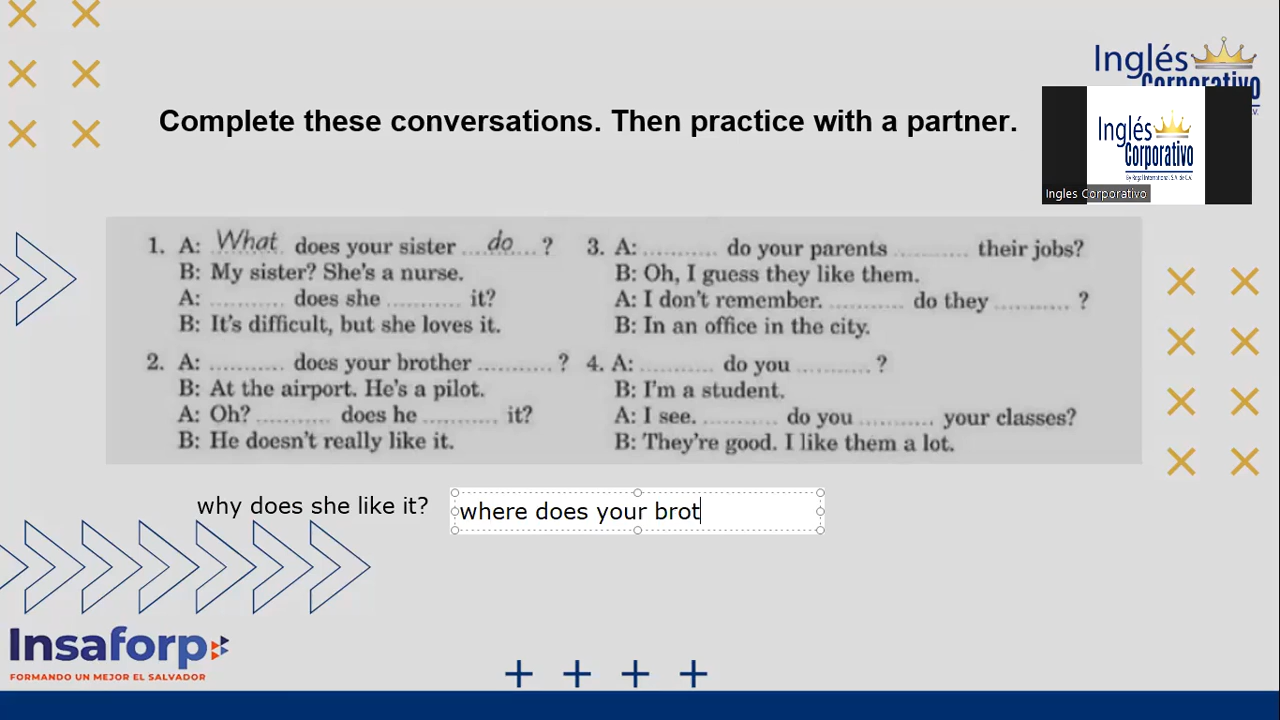 Inglés
Corporativo
Complete these conversations. Then practice with a partner.
Inglés
Corporativo
Ingles Corporativo
1. A: What does your sister do ?
B: My sister? She's a nurse.
A: ........... does she ........... it?
B: It's difficult, but she loves it.
2. A: ........... does your brother ........... ?
B: At the airport. He's a pilot.
A: Oh? ........... does he ........... it?
B: He doesn't really like it.
3. A: ........... do your parents ........... their jobs?
B: Oh, I guess they like them.
A: I don't remember. ........... do they ........... ?
B: In an office in the city.
4. A: ........... do you ........... ?
B: I'm a student.
A: I see. ........... do you ........... your classes?
B: They're good. I like them a lot.
why does she like it?
where does your brot
Insaforp
FORMANDO UN MEJOR EL SALVADOR